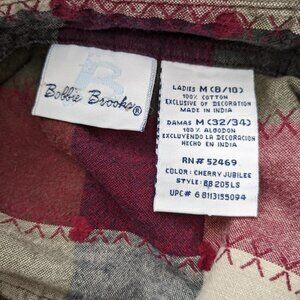 B
Bobbie Brooks®
LADIES M (8/10)
100% COTTON
EXCLUSIVE OF DECORATION
MADE IN INDIA
DAMAS M (32/34)
100% ALGODON
EXCLUYENDO LA DECORACION
HECHO EN INDIA
RN# 52469
COLOR: CHERRY JUBILEE
STYLE: BB205LS
UPC# 68113155094